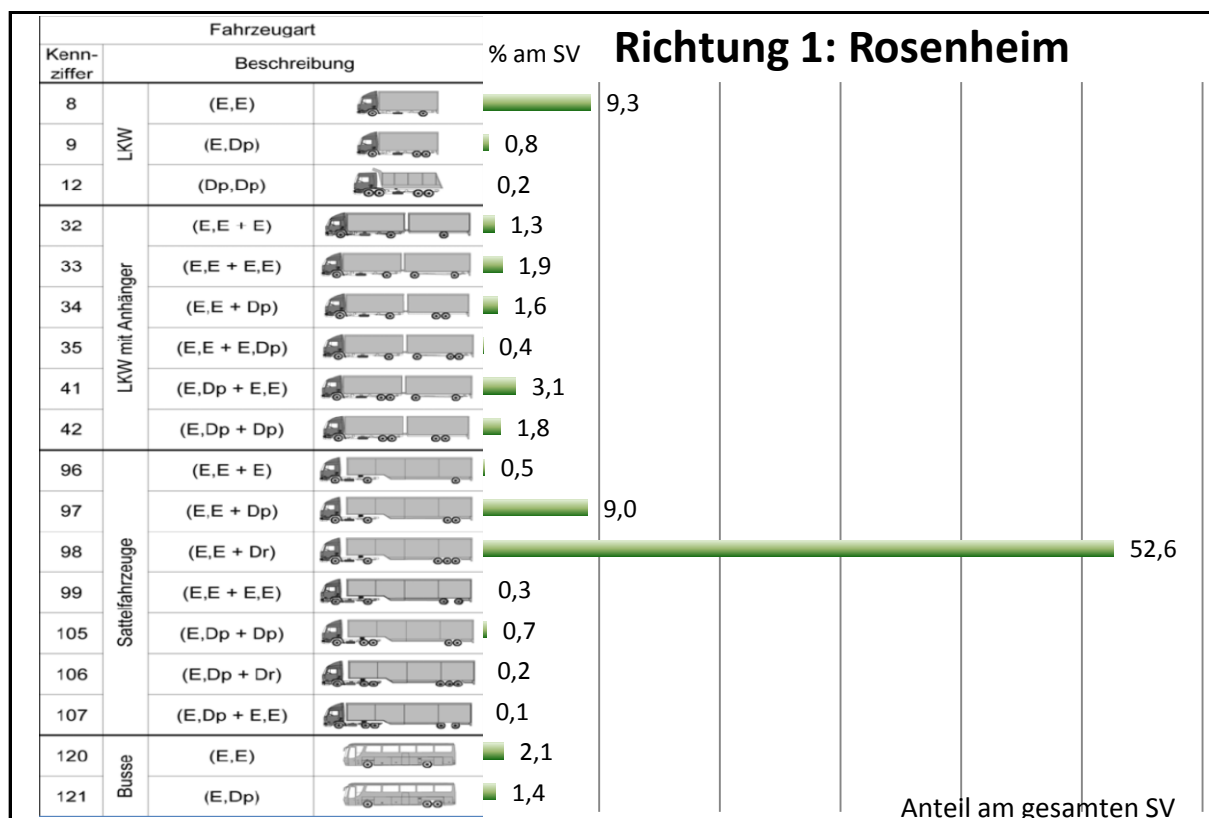 Fahrzeugart
Richtung 1: Rosenheim
Kenn-
ziffer
Beschreibung
% am SV
LKW
8 (E,E) 9,3
9 (E,Dp) 0,8
12 (Dp,Dp) 0,2
LKW mit Anhänger
32 (E,E + E) 1,3
33 (E,E + E,E) 1,9
34 (E,E + Dp) 1,6
35 (E,E + E,Dp) 0,4
41 (E,Dp + E,E) 3,1
42 (E,Dp + Dp) 1,8
Sattelfahrzeuge
96 (E,E + E) 0,5
97 (E,E + Dp) 9,0
98 (E,E + Dr) 52,6
99 (E,E + E,E) 0,3
105 (E,Dp + Dp) 0,7
106 (E,Dp + Dr) 0,2
107 (E,Dp + E,E) 0,1
Busse
120 (E,E) 2,1
121 (E,Dp) 1,4
Anteil am gesamten SV